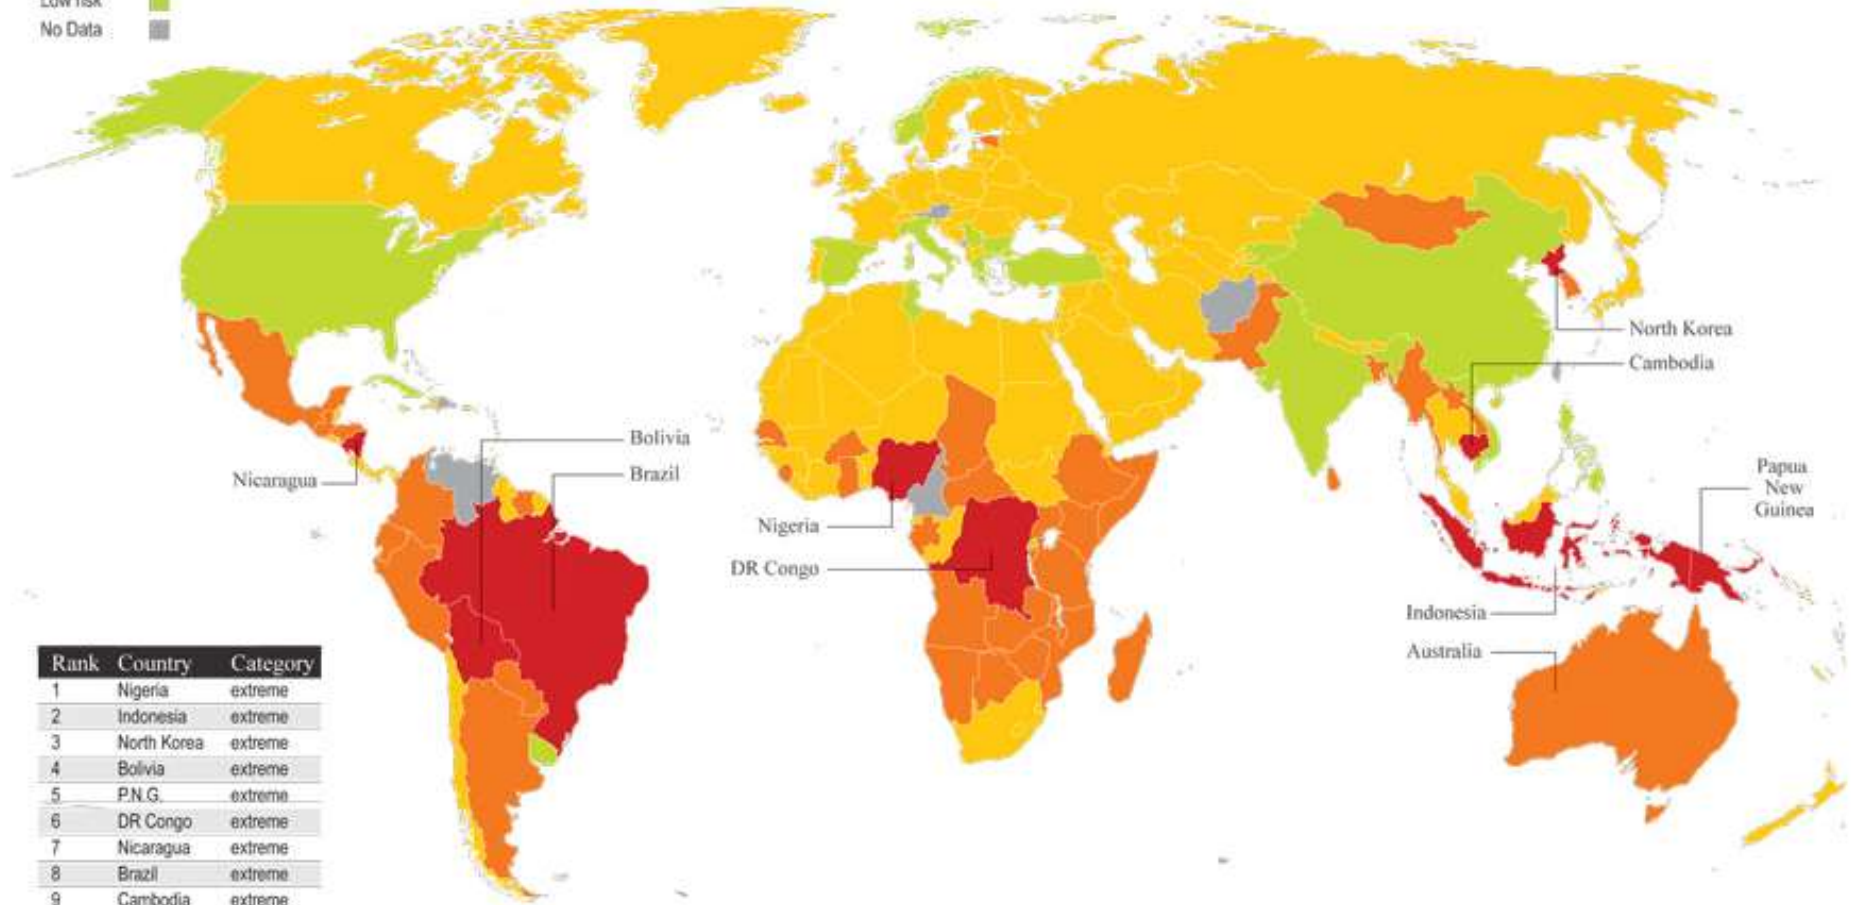 Low risk
No Data
North Korea
Cambodia
Bolivia
Brazil
Nicaragua
Papua
New
Guinea
Nigeria
DR Congo
Indonesia
Australia
Rank Country Category
1 Nigeria extreme
2 Indonesia extreme
3 North Korea extreme
4 Bolivia extreme
5 P.N.G. extreme
6 DR Congo extreme
7 Nicaragua extreme
8 Brazil extreme
9 Cambodia extreme